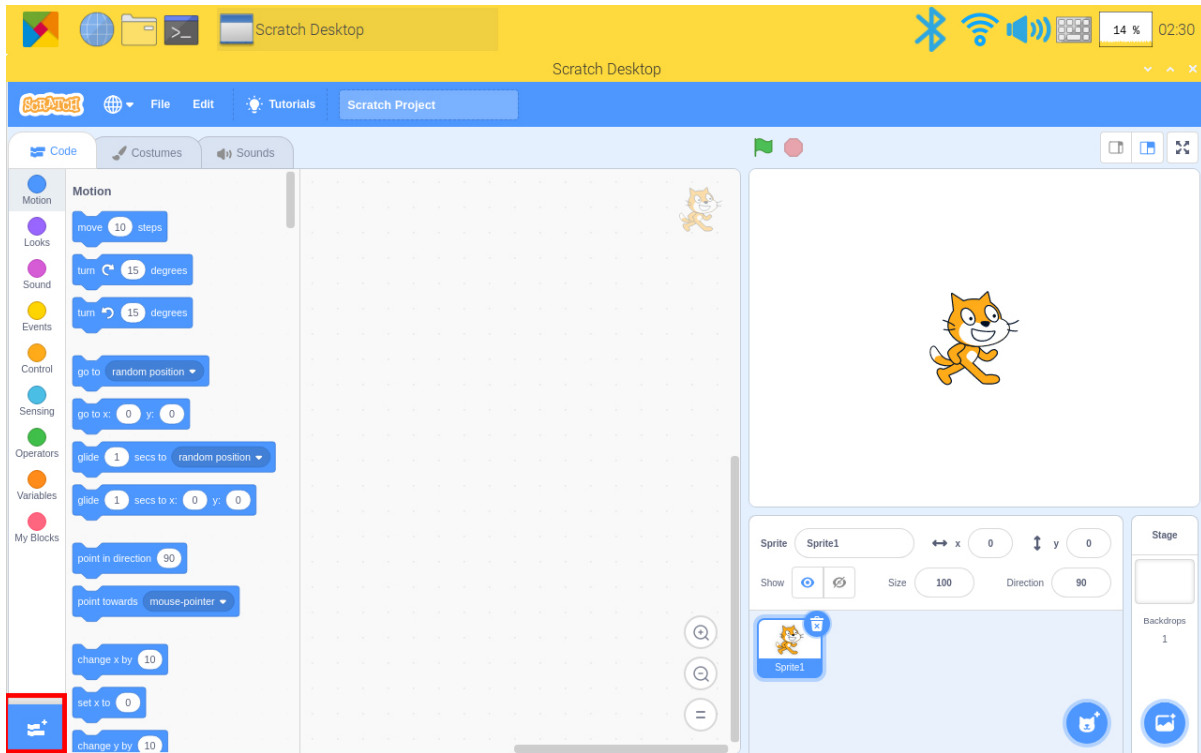 Scratch Desktop
14 %
02:30
Scratch Desktop
SCRATCH
File
Edit
Tutorials
Scratch Project
Code
Costumes
Sounds
Motion
Looks
Sound
Events
Control
Sensing
Operators
Variables
My Blocks
Motion
move 10 steps
turn 15 degrees
turn 15 degrees
go to random position
go to x: 0 y: 0
glide 1 secs to random position
glide 1 secs to x: 0 y: 0
point in direction 90
point towards mouse-pointer
change x by 10
set x to 0
change y by 10
Sprite Sprite1 x 0 y 0
Show Size 100 Direction 90
Sprite1
Stage
Backdrops
1